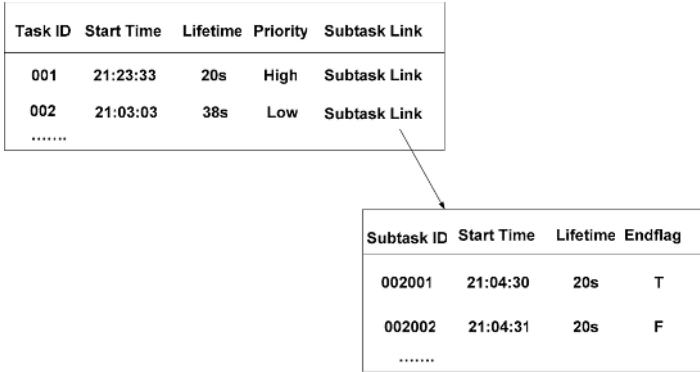 Task ID Start Time Lifetime Priority Subtask Link
001 21:23:33 20s High Subtask Link
002 21:03:03 38s Low Subtask Link
.......
Subtask ID Start Time Lifetime Endflag
002001 21:04:30 20s T
002002 21:04:31 20s F
.......